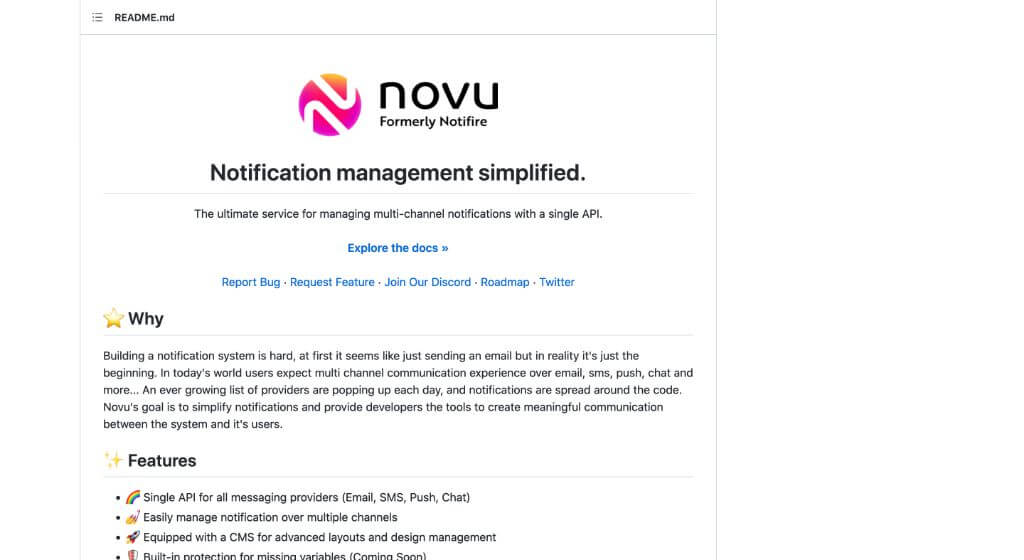 README.md
novu
Formerly Notifire
Notification management simplified.
The ultimate service for managing multi-channel notifications with a single API.
Explore the docs »
Report Bug · Request Feature · Join Our Discord · Roadmap · Twitter
⭐ Why
Building a notification system is hard, at first it seems like just sending an email but in reality it's just the
beginning. In today's world users expect multi channel communication experience over email, sms, push, chat and
more... An ever growing list of providers are popping up each day, and notifications are spread around the code.
Novu's goal is to simplify notifications and provide developers the tools to create meaningful communication
between the system and it's users.
✨ Features
• 🌈 Single API for all messaging providers (Email, SMS, Push, Chat)
• 💅 Easily manage notification over multiple channels
• 🚀 Equipped with a CMS for advanced layouts and design management
• 🛡 Built-in protection for missing variables (Coming Soon)